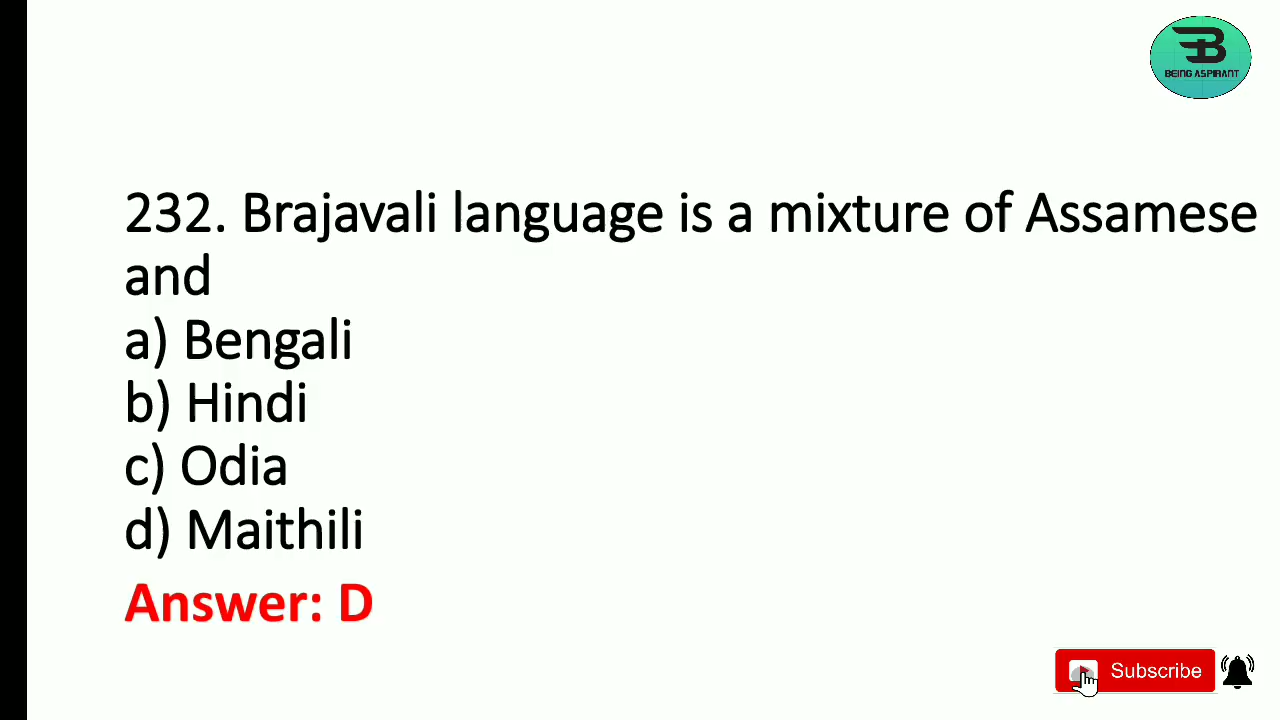 BEING ASPIRANT
232. Brajavali language is a mixture of Assamese
and
a) Bengali
b) Hindi
c) Odia
d) Maithili
Answer: D
Subscribe